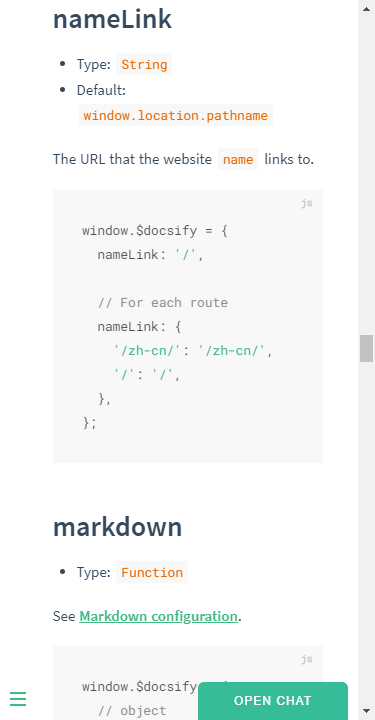 nameLink
Type: String
Default:
window.location.pathname
The URL that the website name links to.
js
window.$docsify = {
nameLink: '/',
// For each route
nameLink: {
'/zh-cn/': '/zh-cn/',
'/': '/',
},
};
markdown
Type: Function
See Markdown configuration.
js
window.$docsify
// object
OPEN CHAT